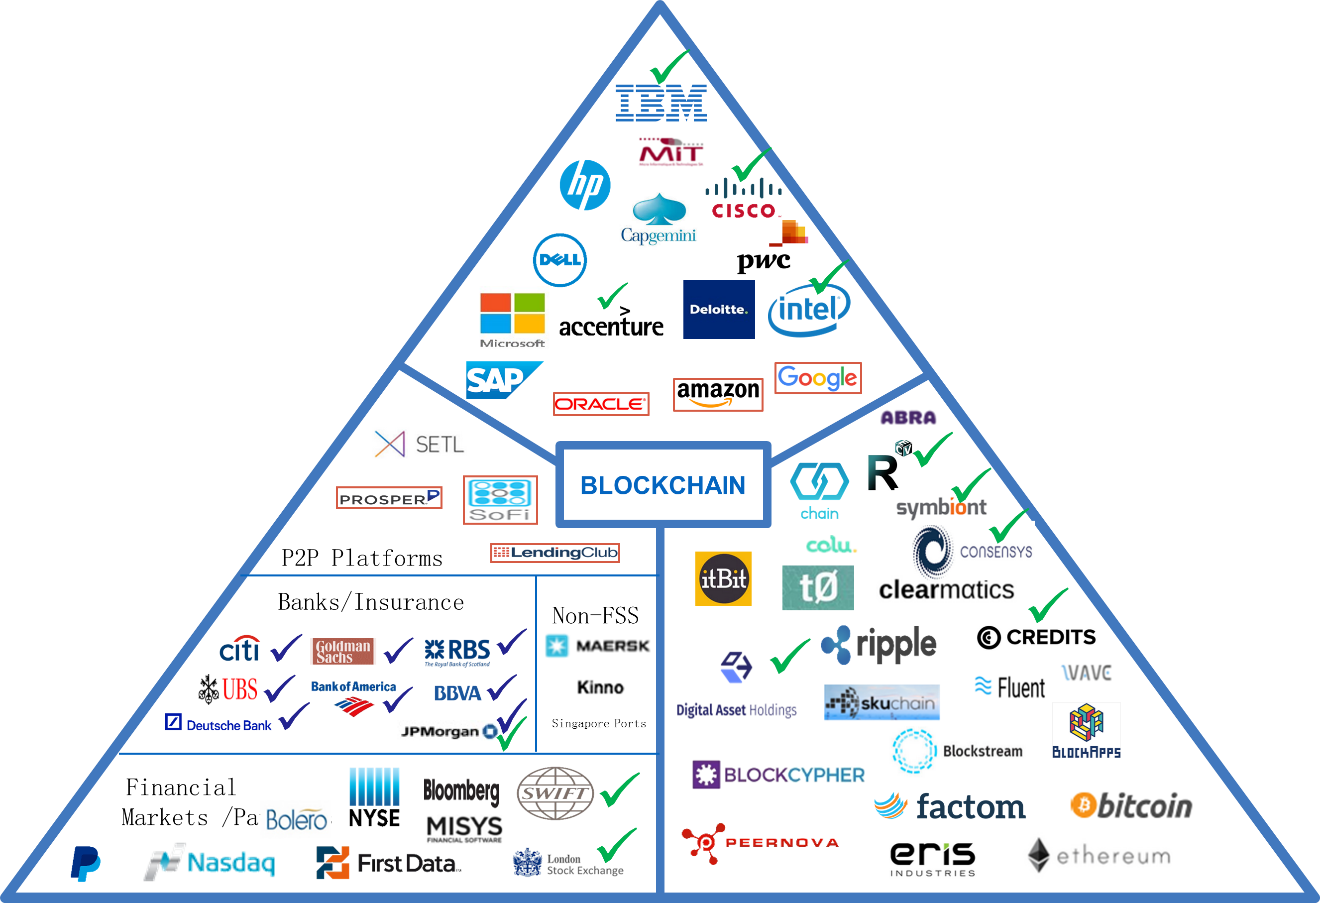 IBM
MiT
hp
CISCO
Capgemini
pwc
DELL
Deloitte.
intel
Microsoft
accenture
SAP
ORACLE
amazon
Google
BLOCKCHAIN
SETL
PROSPER
SoFi
P2P Platforms
LendingClub
Banks/Insurance
citi
Goldman
Sachs
RBS
The Royal Bank of Scotland
UBS
Bank of America
BBVA
Deutsche Bank
JPMorgan
Non-FSS
MAERSK
Kinno
Singapore Ports
Financial
Markets /Pa
Bolero
NYSE
Bloomberg
MISYS
FINANCIAL SOFTWARE
SWIFT
Nasdaq
First Data
London
Stock Exchange
ABRA
R
CEV
chain
symbiont
colu.
CONSENSYS
itBit
tØ
clearmatics
ripple
CREDITS
Digital Asset Holdings
skuchain
Fluent
WAVE
Blockstream
BLOCKAPPS
BLOCKCYPHER
factom
bitcoin
PEERNOVA
eris
INDUSTRIES
ethereum